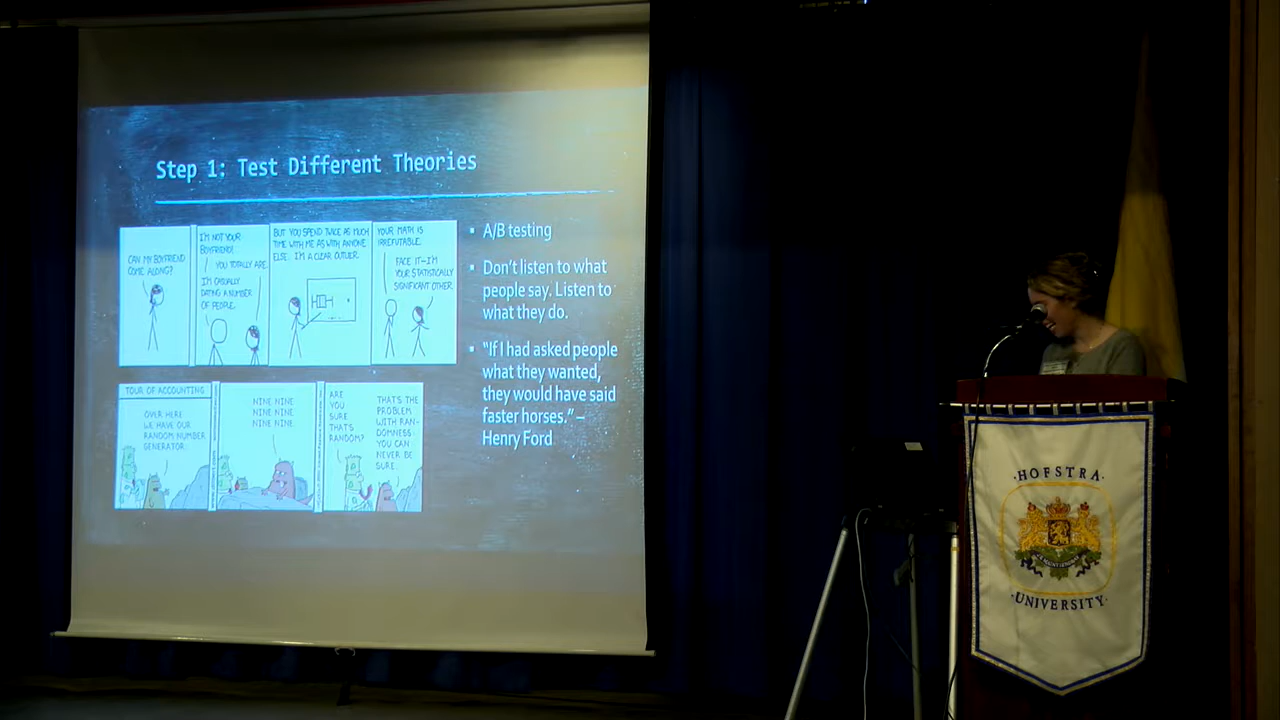 Step 1: Test Different Theories
CAN MY BOYFRIEND
COME ALONG?
I'M NOT YOUR
BOYFRIEND!
YOU TOTALLY ARE.
I'M CASUALLY
DATING A NUMBER
OF PEOPLE.
BUT YOU SPEND TWICE AS MUCH
TIME WITH ME AS WITH ANYONE
ELSE. I'M A CLEAR OUTLIER.
YOUR MATH IS
IRREFUTABLE.
FACE IT—I'M
YOUR STATISTICALLY
SIGNIFICANT OTHER.
TOUR OF ACCOUNTING
OVER HERE
WE HAVE OUR
RANDOM NUMBER
GENERATOR.
NINE NINE
NINE NINE
NINE NINE
ARE
YOU
SURE
THAT'S
RANDOM?
THAT'S THE
PROBLEM
WITH RAN-
DOMNESS:
YOU CAN
NEVER BE
SURE.
▪ A/B testing
▪ Don't listen to what
people say. Listen to
what they do.
▪ "If I had asked people
what they wanted,
they would have said
faster horses." –
Henry Ford
·HOFSTRA·
·UNIVERSITY·